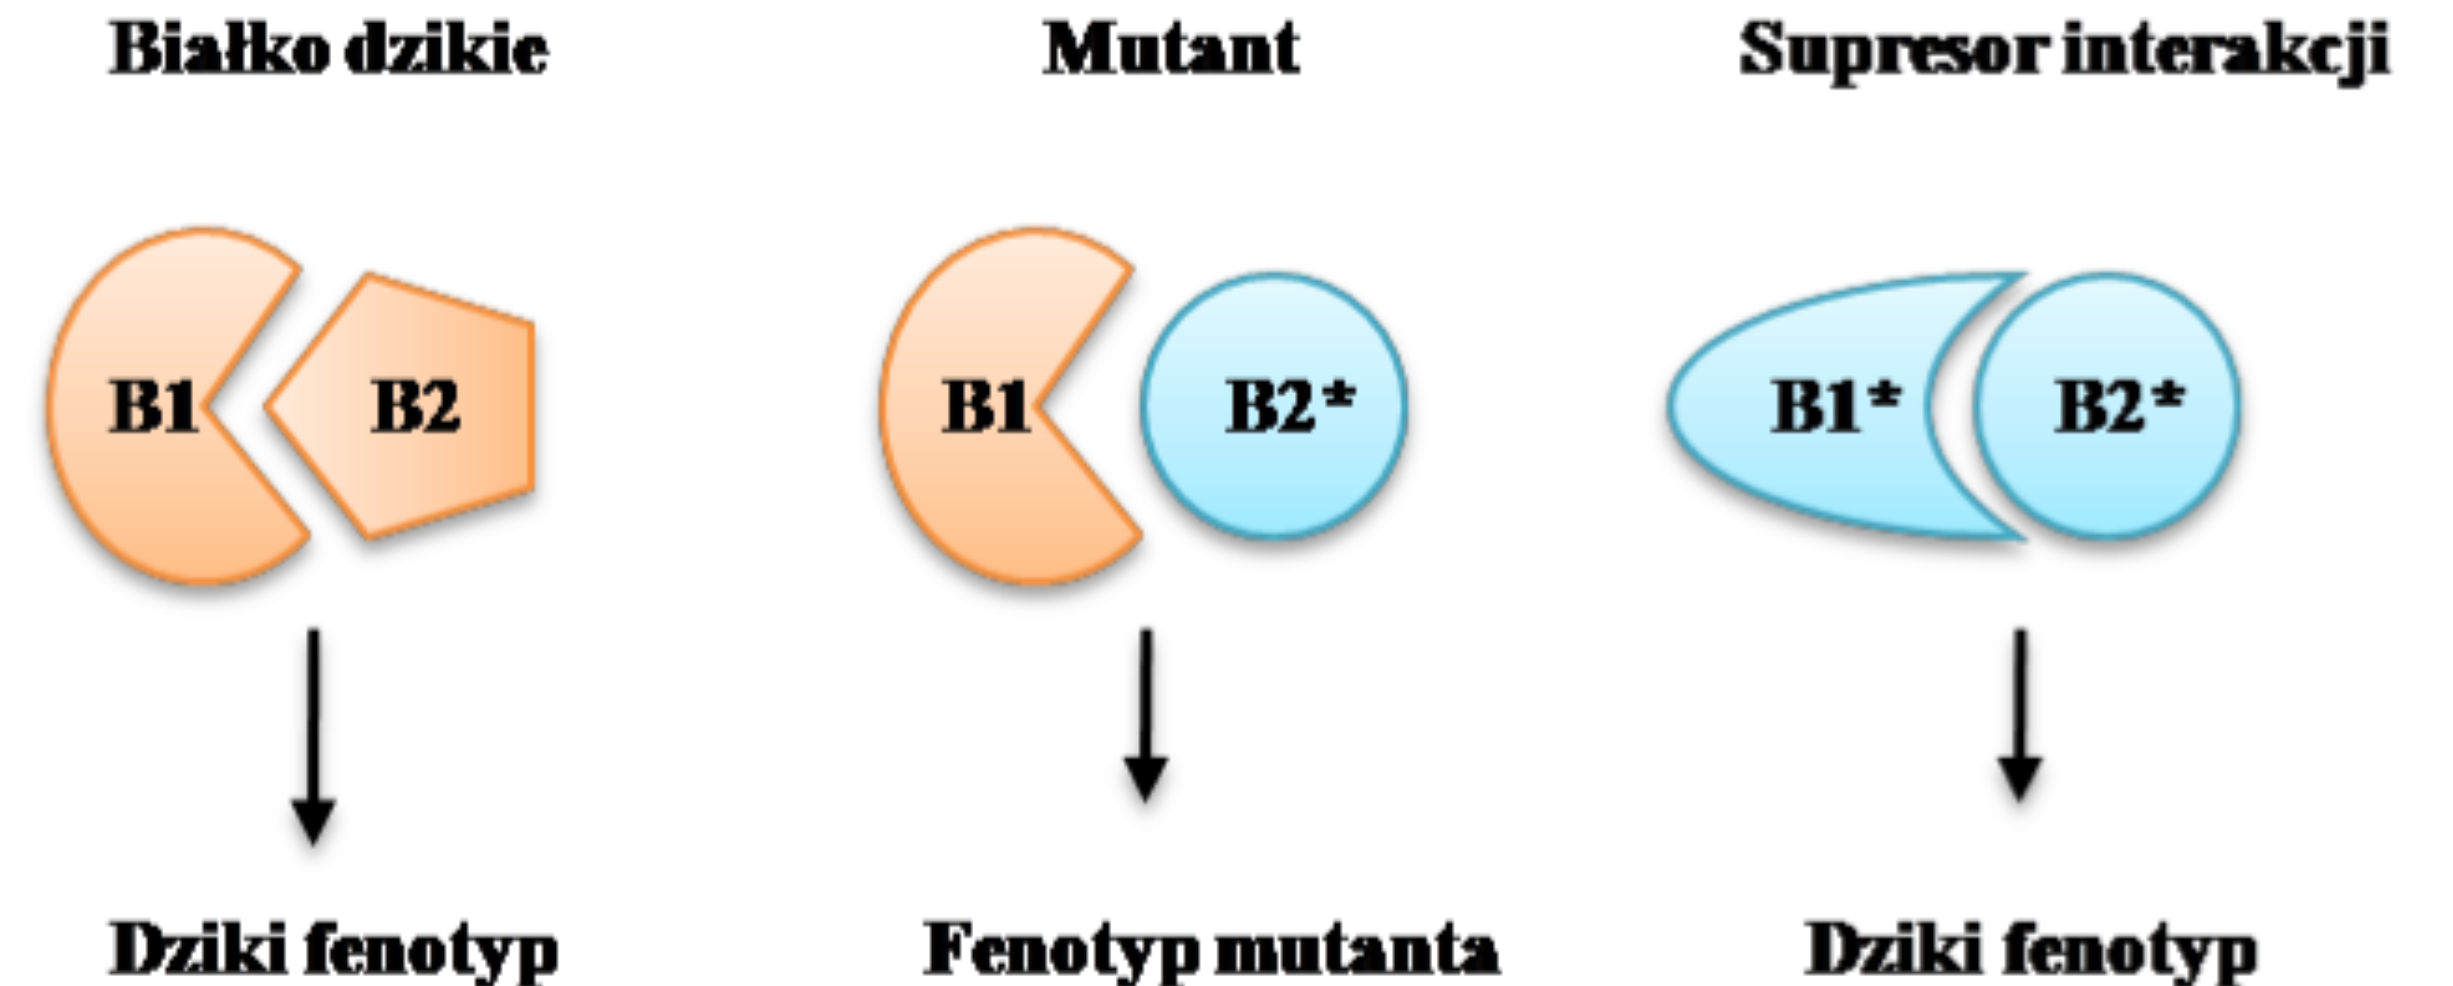 Białko dzikie
Mutant
Supresor interakcji
B1
B2
B1
B2*
B1*
B2*
Dziki fenotyp
Fenotyp mutanta
Dziki fenotyp